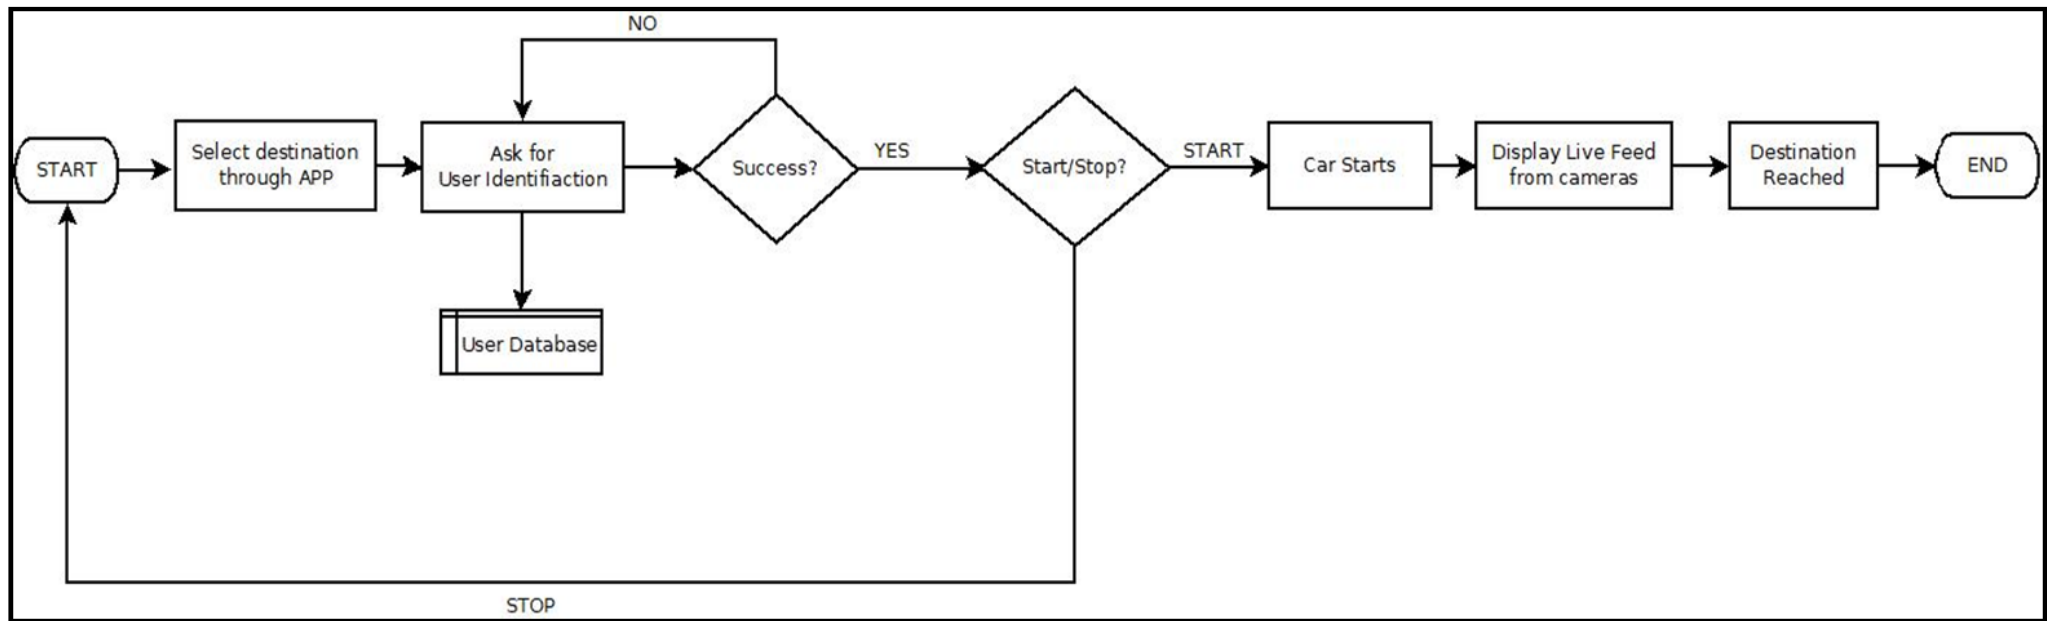 NO
START
Select destination
through APP
Ask for
User Identifiaction
Success?
YES
Start/Stop?
START
Car Starts
Display Live Feed
from cameras
Destination
Reached
END
User Database
STOP